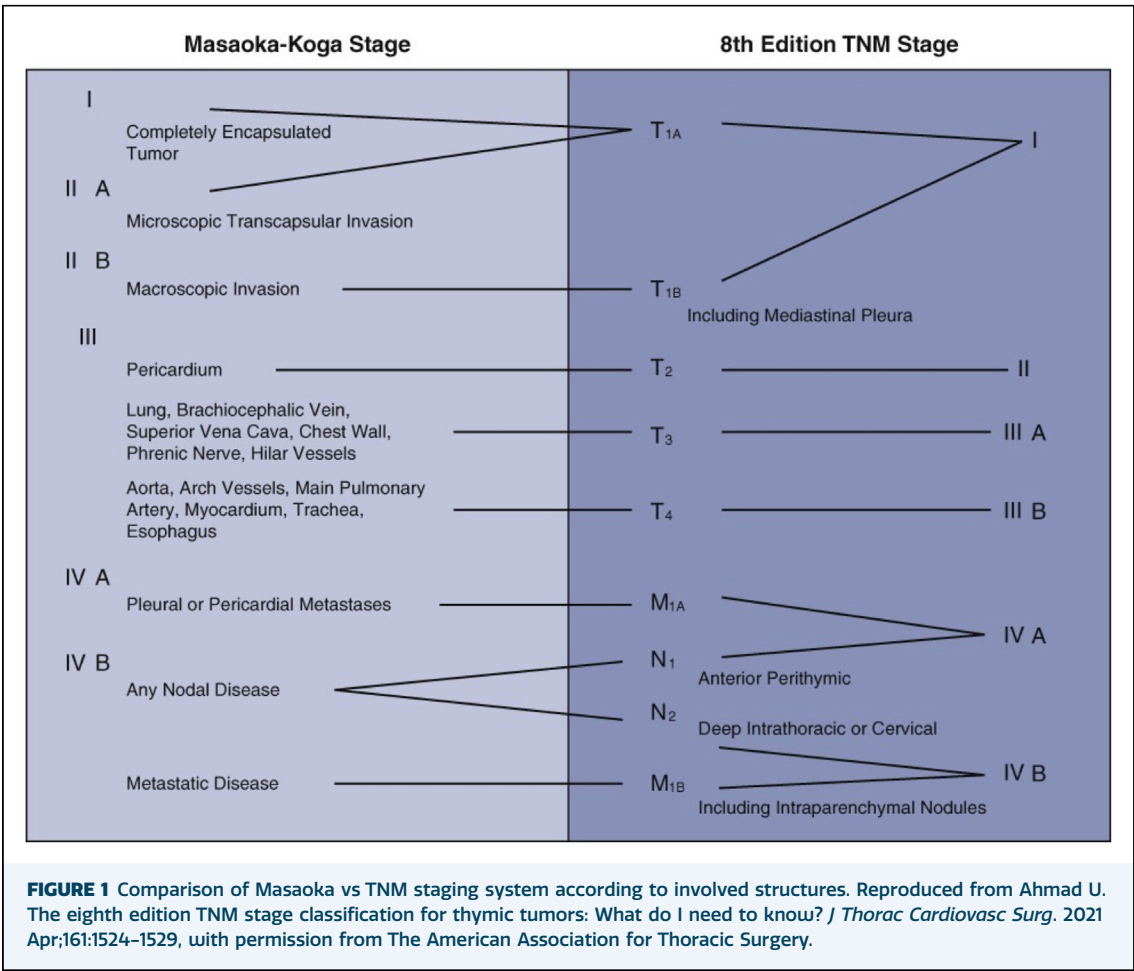 Masaoka-Koga Stage
8th Edition TNM Stage
I
Completely Encapsulated
Tumor
T1A
I
II A
Microscopic Transcapsular Invasion
II B
Macroscopic Invasion
T1B
Including Mediastinal Pleura
III
Pericardium
T2
II
Lung, Brachiocephalic Vein,
Superior Vena Cava, Chest Wall,
Phrenic Nerve, Hilar Vessels
T3
III A
Aorta, Arch Vessels, Main Pulmonary
Artery, Myocardium, Trachea,
Esophagus
T4
III B
IV A
Pleural or Pericardial Metastases
M1A
IV A
IV B
Any Nodal Disease
N1
Anterior Perithymic
N2
Deep Intrathoracic or Cervical
Metastatic Disease
M1B
Including Intraparenchymal Nodules
IV B
FIGURE 1 Comparison of Masaoka vs TNM staging system according to involved structures. Reproduced from Ahmad U.
The eighth edition TNM stage classification for thymic tumors: What do I need to know? J Thorac Cardiovasc Surg. 2021
Apr;161:1524–1529, with permission from The American Association for Thoracic Surgery.